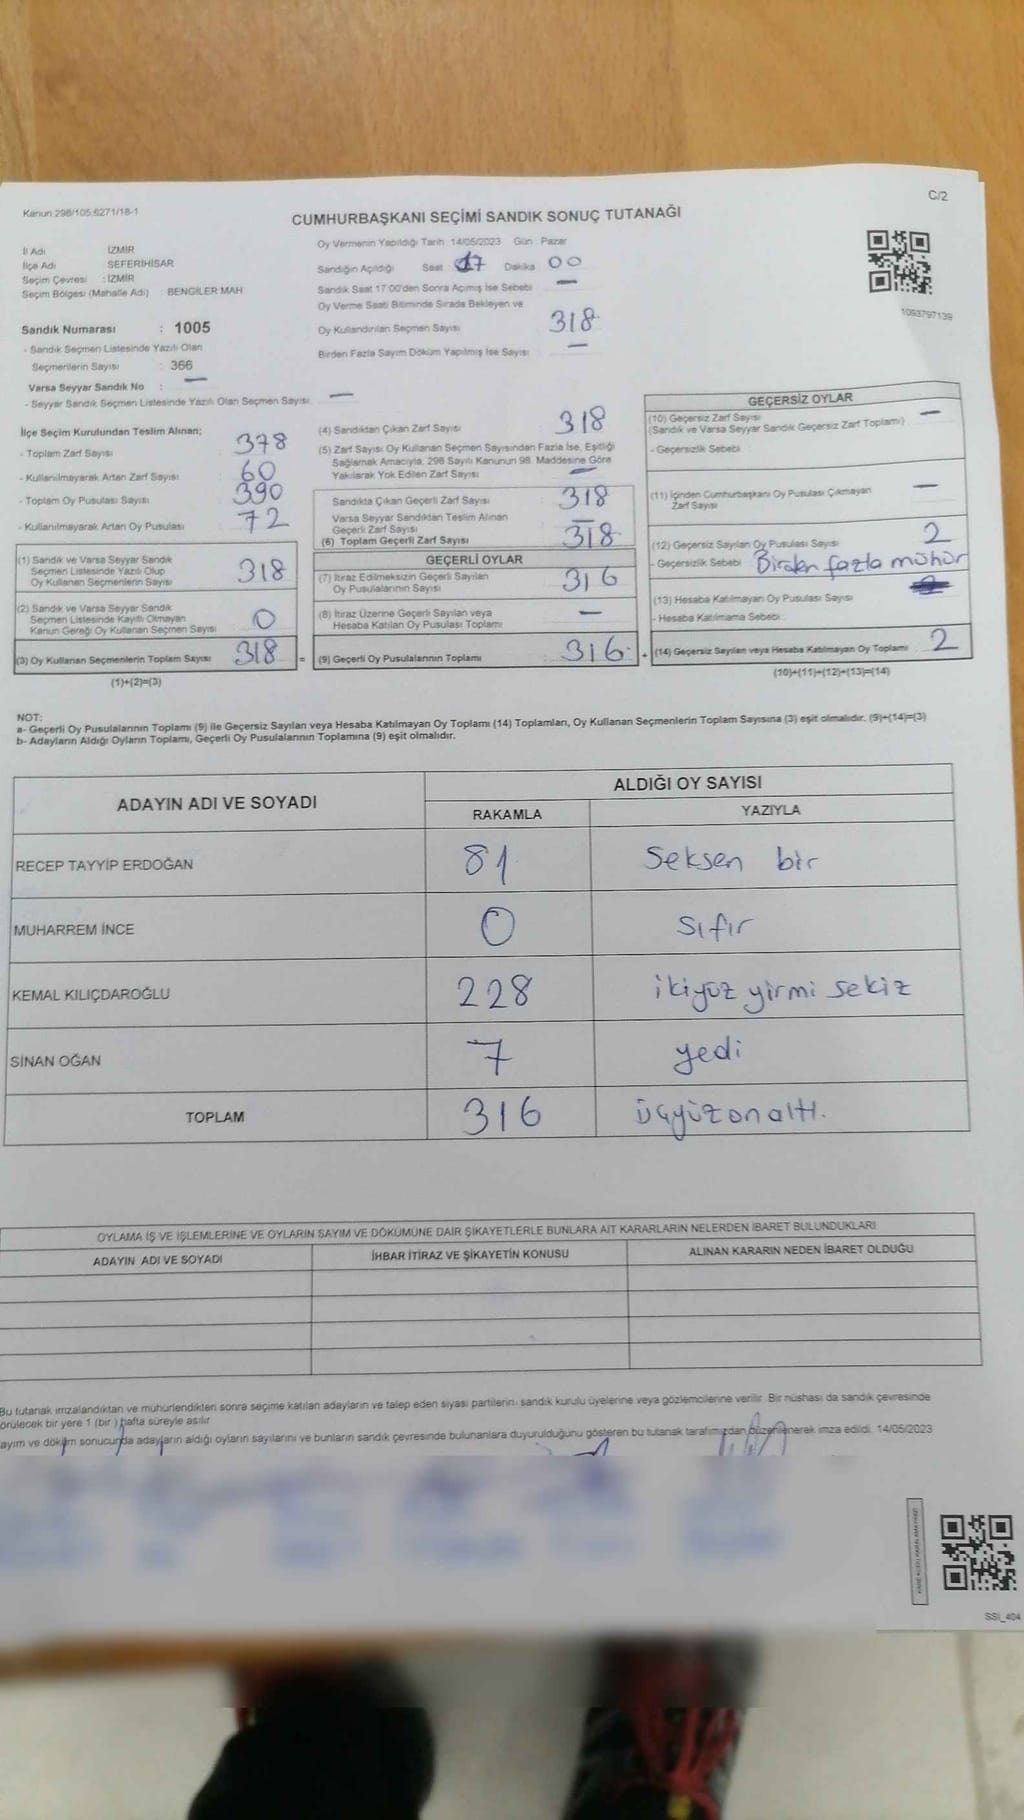 Kanun 298/105,6271/18-1
C/2
CUMHURBAŞKANI SEÇİMİ SANDIK SONUÇ TUTANAĞI
İl Adı : İZMİR
İlçe Adı : SEFERİHİSAR
Seçim Çevresi : İZMİR
Seçim Bölgesi (Mahalle Adı) : BENGİLER MAH
Sandık Numarası : 1005
- Sandık Seçmen Listesinde Yazılı Olan
Seçmenlerin Sayısı : 366
Varsa Seyyar Sandık No : —
- Seyyar Sandık Seçmen Listesinde Yazılı Olan Seçmen Sayısı: —
Oy Vermenin Yapıldığı Tarih :14/05/2023 Gün : Pazar
Sandığın Açıldığı Saat : 17 Dakika : 00
Sandık Saat 17:00'den Sonra Açımış İse Sebebi : —
Oy Verme Saati Bitiminde Sırada Bekleyen ve
Oy Kullandırılan Seçmen Sayısı : 318
Birden Fazla Sayım Döküm Yapılmış İse Sayısı : —
1093797139
İlçe Seçim Kurulundan Teslim Alınan;
- Toplam Zarf Sayısı : 378
- Kullanılmayarak Artan Zarf Sayısı : 60
- Toplam Oy Pusulası Sayısı : 390
- Kullanılmayarak Artan Oy Pusulası : 72
(1) Sandık ve Varsa Seyyar Sandık
Seçmen Listesinde Yazılı Olup
Oy Kullanan Seçmenlerin Sayısı : 318
(2) Sandık ve Varsa Seyyar Sandık
Seçmen Listesinde Kayıtlı Olmayan
Kanun Gereği Oy Kullanan Seçmen Sayısı : 0
(3) Oy Kullanan Seçmenlerin Toplam Sayısı : 318 =
(1)+(2)=(3)
(4) Sandıktan Çıkan Zarf Sayısı : 318
(5) Zarf Sayısı Oy Kullanan Seçmen Sayısından Fazla İse, Eşitliği
Sağlamak Amacıyla, 298 Sayılı Kanunun 98. Maddesine Göre
Yakılarak Yok Edilen Zarf Sayısı : —
Sandıkta Çıkan Geçerli Zarf Sayısı : 318
Varsa Seyyar Sandıktan Teslim Alınan
Geçerli Zarf Sayısı : —
(6) Toplam Geçerli Zarf Sayısı : 318
GEÇERLİ OYLAR
(7) İtiraz Edilmeksizin Geçerli Sayılan
Oy Pusulalarının Sayısı : 316
(8) İtiraz Üzerine Geçerli Sayılan veya
Hesaba Katılan Oy Pusulası Toplamı : —
(9) Geçerli Oy Pusulalarının Toplamı : 316 +
GEÇERSİZ OYLAR
(10) Geçersiz Zarf Sayısı : —
(Sandık ve Varsa Seyyar Sandık Geçersiz Zarf Toplamı)
- Geçersizlik Sebebi :
(11) İçinden Cumhurbaşkanı Oy Pusulası Çıkmayan : —
Zarf Sayısı
(12) Geçersiz Sayılan Oy Pusulası Sayısı : 2
- Geçersizlik Sebebi : Birden fazla mühür
(13) Hesaba Katılmayan Oy Pusulası Sayısı :
- Hesaba Katılmama Sebebi :
(14) Geçersiz Sayılan veya Hesaba Katılmayan Oy Toplamı : 2
(10)+(11)+(12)+(13)=(14)
NOT:
a- Geçerli Oy Pusulalarının Toplamı (9) ile Geçersiz Sayılan veya Hesaba Katılmayan Oy Toplamı (14) Toplamları, Oy Kullanan Seçmenlerin Toplam Sayısına (3) eşit olmalıdır. (9)+(14)=(3)
b- Adayların Aldığı Oyların Toplamı, Geçerli Oy Pusulalarının Toplamına (9) eşit olmalıdır.
ADAYIN ADI VE SOYADI
ALDIĞI OY SAYISI
RAKAMLA YAZIYLA
RECEP TAYYİP ERDOĞAN 81 Seksen bir
MUHARREM İNCE 0 sıfır
KEMAL KILIÇDAROĞLU 228 ikiyüz yirmi sekiz
SİNAN OĞAN 7 yedi
TOPLAM 316 üçyüzonaltı.
OYLAMA İŞ VE İŞLEMLERİNE VE OYLARIN SAYIM VE DÖKÜMÜNE DAİR ŞİKAYETLERLE BUNLARA AİT KARARLARIN NELERDEN İBARET BULUNDUKLARI
ADAYIN ADI VE SOYADI İHBAR İTİRAZ VE ŞİKAYETİN KONUSU ALINAN KARARIN NEDEN İBARET OLDUĞU
Bu tutanak imzalandıktan ve mühürlendikten sonra seçime katılan adayların ve talep eden siyasi partilerin sandık kurulu üyelerine veya gözlemcilerine verilir. Bir nüshası da sandık çevresinde
örülecek bir yere 1 (bir ) hafta süreyle asılır
ayım ve döküm sonucunda adayların aldığı oyların sayılarını ve bunların sandık çevresinde bulunanlara duyurulduğunu gösteren bu tutanak tarafımızdan düzenlenerek imza edildi. 14/05/2023
SSI_404